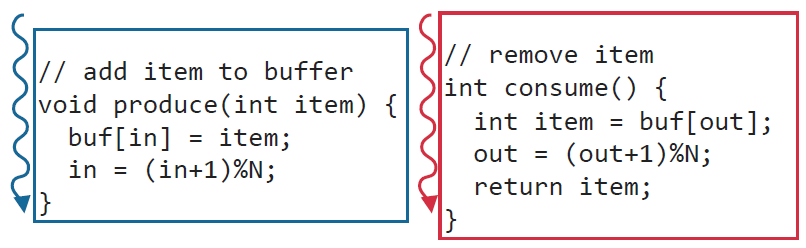 // add item to buffer
void produce(int item) {
  buf[in] = item;
  in = (in+1)%N;
}
// remove item
int consume() {
  int item = buf[out];
  out = (out+1)%N;
  return item;
}